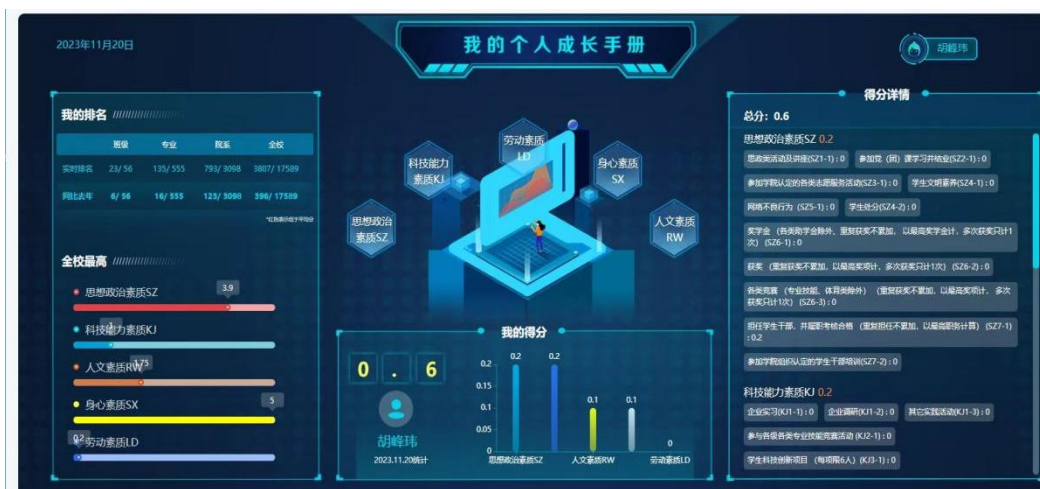 2023年11月20日
我的个人成长手册
胡峰玮
我的排名
班级 专业 院系 全校
实时排名 23/ 56 135/ 555 793/ 3098 3807/ 17589
同比去年 6/ 56 16/ 555 123/ 3098 396/ 17589
*红色表示低于平均分
全校最高
思想政治素质SZ 3.9
科技能力素质KJ
人文素质RW 1.75
身心素质SX 5
劳动素质LD 0.2
劳动素质
LD
科技能力
素质KJ
身心素质
SX
思想政治
素质SZ
人文素质
RW
我的得分
0 . 6
胡峰玮
2023.11.20统计
0.2
0.15
0.1
0.05
0
0.2 0.2 0.1 0.1 0
思想政治素质SZ 人文素质RW 劳动素质LD
得分详情
总分: 0.6
思想政治素质SZ 0.2
思政类活动及讲座(SZ1-1) : 0 参加党（团）课学习并结业(SZ2-1) : 0
参加学院认定的各类志愿服务活动(SZ3-1) : 0 学生文明素养(SZ4-1) : 0
网络不良行为 (SZ5-1) : 0 学生处分(SZ4-2) : 0
奖学金 （各类助学金除外，重复获奖不累加，以最高奖学金计，多次获奖只计1
次） (SZ6-1) : 0
获奖 （重复获奖不累加，以最高奖项计，多次获奖只计1次） (SZ6-2) : 0
各类竞赛 （专业技能、体育类除外） （重复获奖不累加，以最高奖项计，多次
获奖只计1次） (SZ6-3) : 0
担任学生干部，并履职考核合格 （重复担任不累加，以最高职务计算） (SZ7-1)
: 0.2
参加学院组织认定的学生干部培训(SZ7-2) : 0
科技能力素质KJ 0.2
企业实习(KJ1-1) : 0 企业调研(KJ1-2) : 0 其它实践活动(KJ1-3) : 0
参与各级各类专业技能竞赛活动 (KJ2-1) : 0
学生科技创新项目 （每项限6人） (KJ3-1) : 0